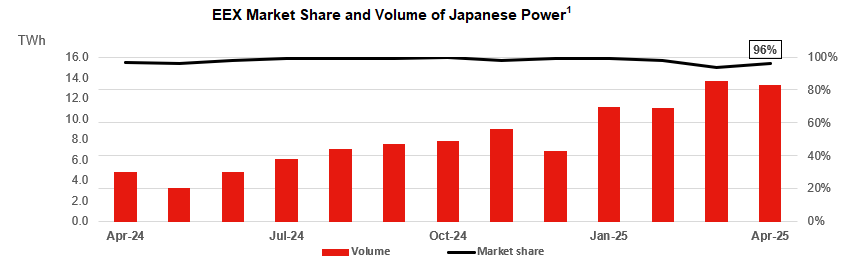 EEX Market Share and Volume of Japanese Power¹
TWh
96%
16.0 100%
14.0
12.0 80%
10.0
8.0 60%
6.0 40%
4.0
2.0 20%
0.0 0%
Apr-24 Jul-24 Oct-24 Jan-25 Apr-25
Volume Market share